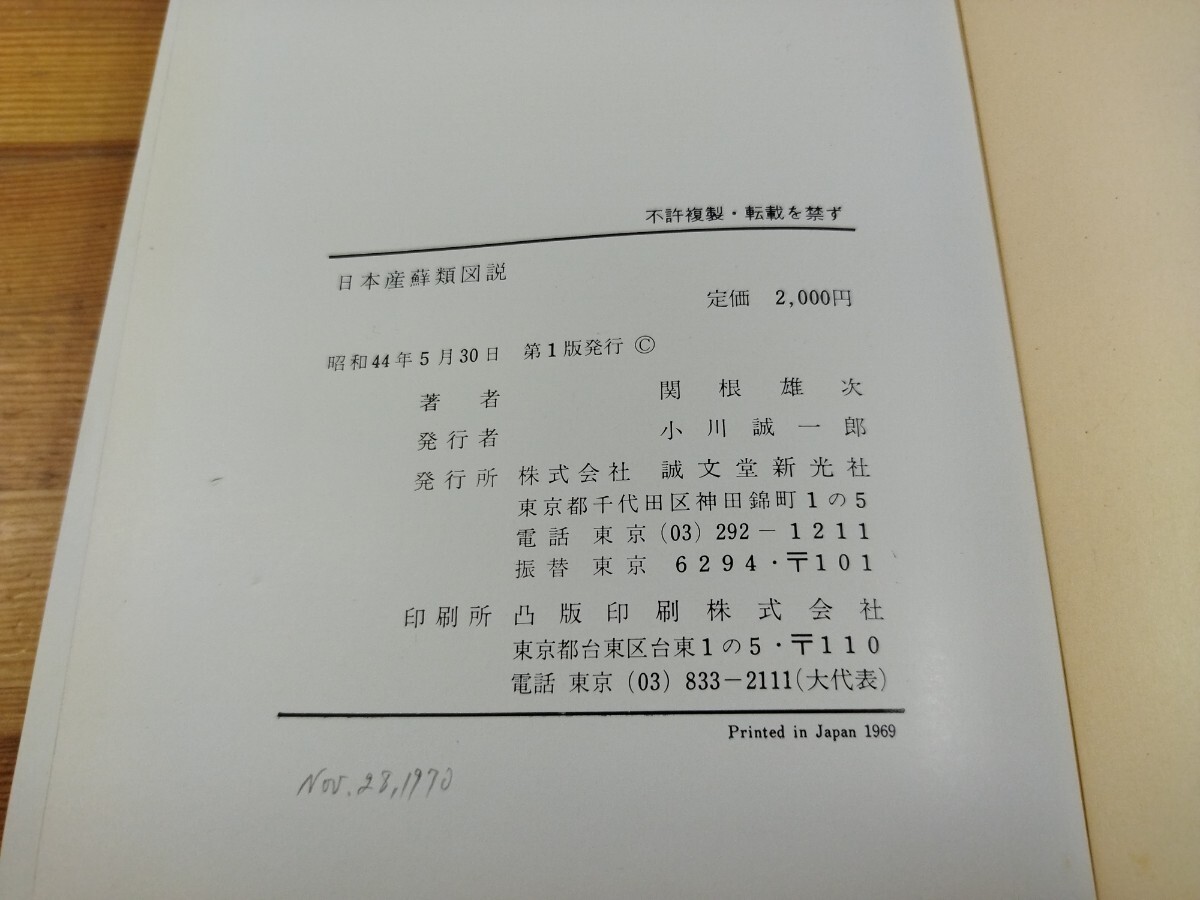 不許複製・転載を禁ず
日本産蘚類図説
定価 2,000円
昭和44年5月30日 第1版発行 ©
著者 関根雄次
発行者 小川誠一郎
発行所 株式会社 誠文堂新光社
東京都千代田区神田錦町1の5
電話 東京 (03) 292-1211
振替 東京 6294・〒101
印刷所 凸版印刷株式会社
東京都台東区台東1の5・〒110
電話 東京 (03) 833-2111(大代表)
Printed in Japan 1969
Nov. 28, 1970